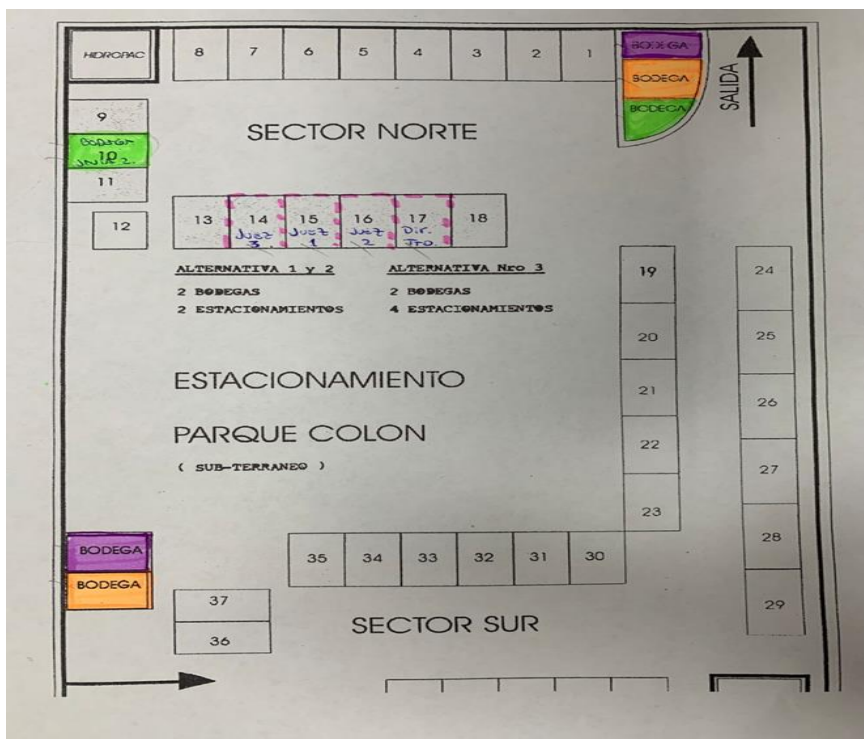 HIDROPAC
8 7 6 5 4 3 2 1
BODEGA
BODEGA
BODEGA
SALIDA
9
BODEGA
10
11
12
SECTOR NORTE
13 14 15 16 17 18
Juez 3
Juez 1
Juez 2
Dir. Tro.
ALTERNATIVA 1 y 2
2 BODEGAS
2 ESTACIONAMIENTOS
ALTERNATIVA Nro 3
2 BODEGAS
4 ESTACIONAMIENTOS
19
20
21
22
23
24
25
26
27
28
29
ESTACIONAMIENTO
PARQUE COLON
( SUB-TERRANEO )
BODEGA
BODEGA
35 34 33 32 31 30
37
36
SECTOR SUR